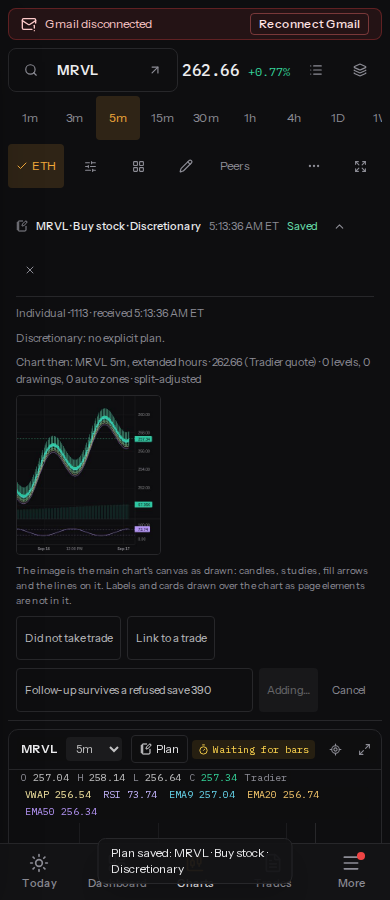 Gmail disconnected Reconnect Gmail
MRVL 262.66 +0.77%
1m 3m 5m 15m 30m 1h 4h 1D
ETH Peers
MRVL·Buy stock·Discretionary 5:13:36 AM ET Saved
Individual ·1113· received 5:13:36 AM ET
Discretionary: no explicit plan.
Chart then: MRVL 5m, extended hours · 262.66 (Tradier quote) · 0 levels, 0
drawings, 0 auto zones · split-adjusted
Sep 17
The image is the main chart's canvas as drawn: candles, studies, fill arrows
and the lines on it. Labels and cards drawn over the chart as page elements
are not in it.
Did not take trade Link to a trade
Follow-up survives a refused save 390 Adding... Cancel
MRVL 5m Plan Waiting for bars
O 257.04 H 258.14 L 256.64 C 257.34 Tradier
VWAP 256.54 RSI 73.74 EMA9 257.04 EMA20 256.74
EMA50 256.34
Plan saved: MRVL·Buy stock·
Discretionary
Today Dashboard Charts Trades More